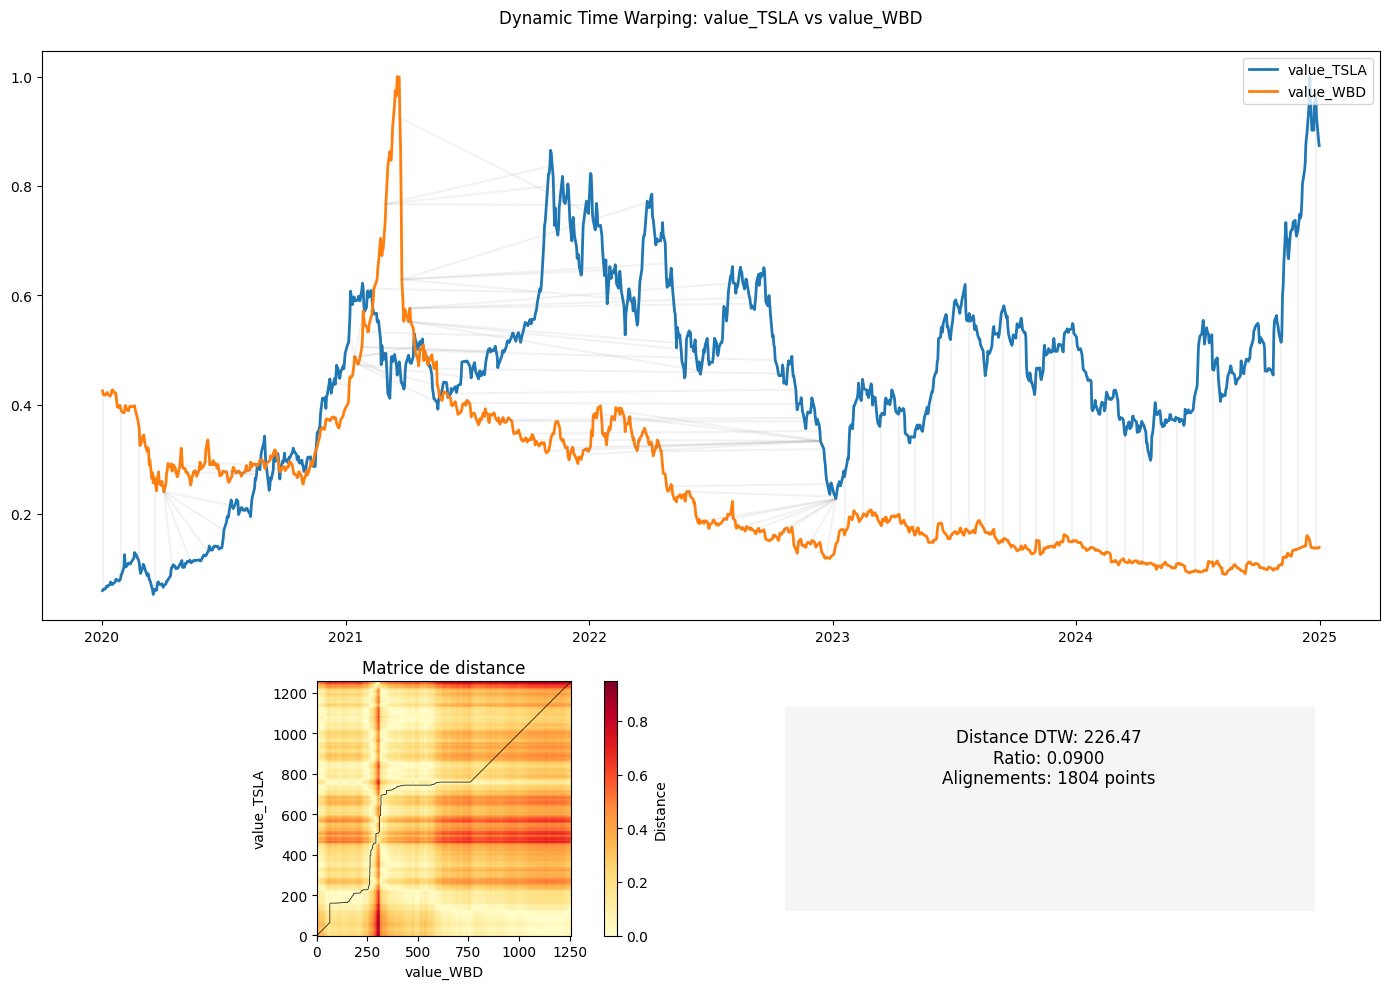 Dynamic Time Warping: value_TSLA vs value_WBD
value_TSLA
value_WBD
1.0
0.8
0.6
0.4
0.2
2020 2021 2022 2023 2024 2025
Matrice de distance
1200
1000
800
600
400
200
0
value_TSLA
0 250 500 750 1000 1250
value_WBD
0.8
0.6
0.4
0.2
0.0
Distance
Distance DTW: 226.47
Ratio: 0.0900
Alignements: 1804 points